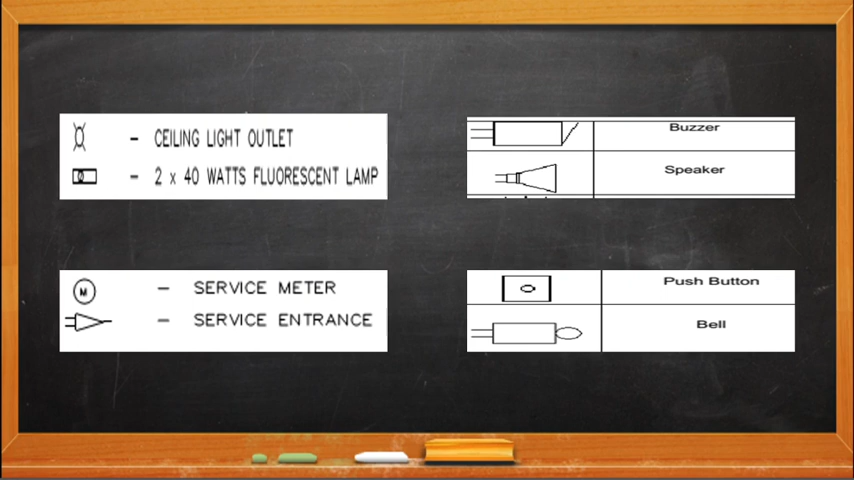 - CEILING LIGHT OUTLET
- 2 x 40 WATTS FLUORESCENT LAMP
Buzzer
Speaker
M - SERVICE METER
- SERVICE ENTRANCE
Push Button
Bell